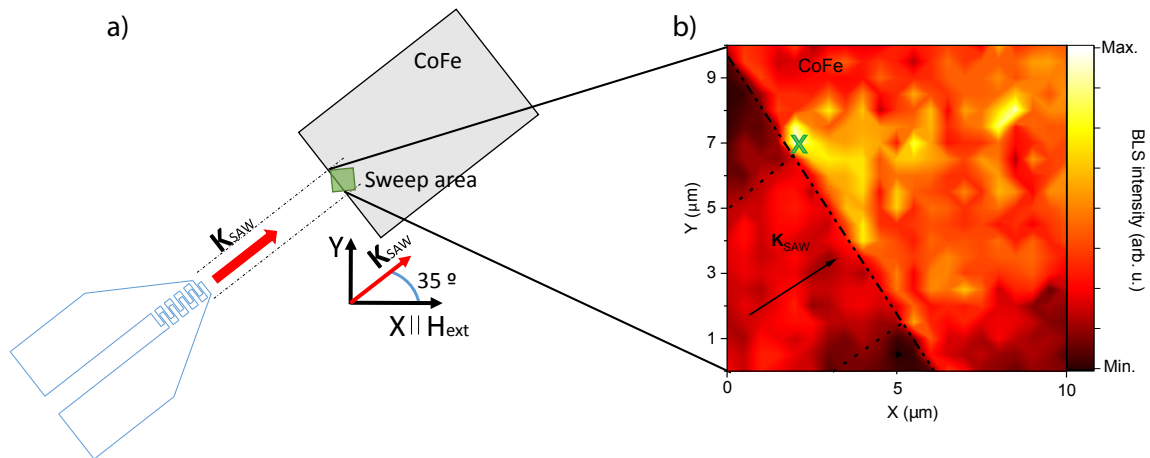 a)
CoFe
Sweep area
K_SAW
Y
K_SAW
35 º
X || H_ext
b)
CoFe
K_SAW
9
7
5
3
1
0
5
10
Y (µm)
X (µm)
X
Max.
Min.
BLS intensity (arb. u.)